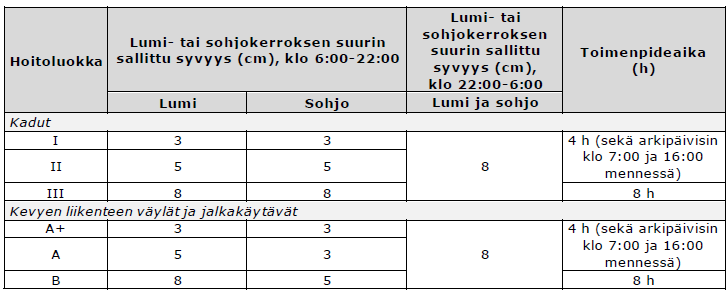 Hoitoluokka
Lumi- tai sohjokerroksen suurin
sallittu syvyys (cm), klo 6:00-22:00
Lumi- tai
sohjokerroksen
suurin sallittu
syvyys (cm),
klo 22:00-6:00
Toimenpideaika
(h)
Lumi
Sohjo
Lumi ja sohjo
Kadut
I
3
3
II
5
5
III
8
8
8
4 h (sekä arkipäivisin
klo 7:00 ja 16:00
mennessä)
8 h
Kevyen liikenteen väylät ja jalkakäytävät
A+
3
3
A
5
3
B
8
5
8
4 h (sekä arkipäivisin
klo 7:00 ja 16:00
mennessä)
8 h